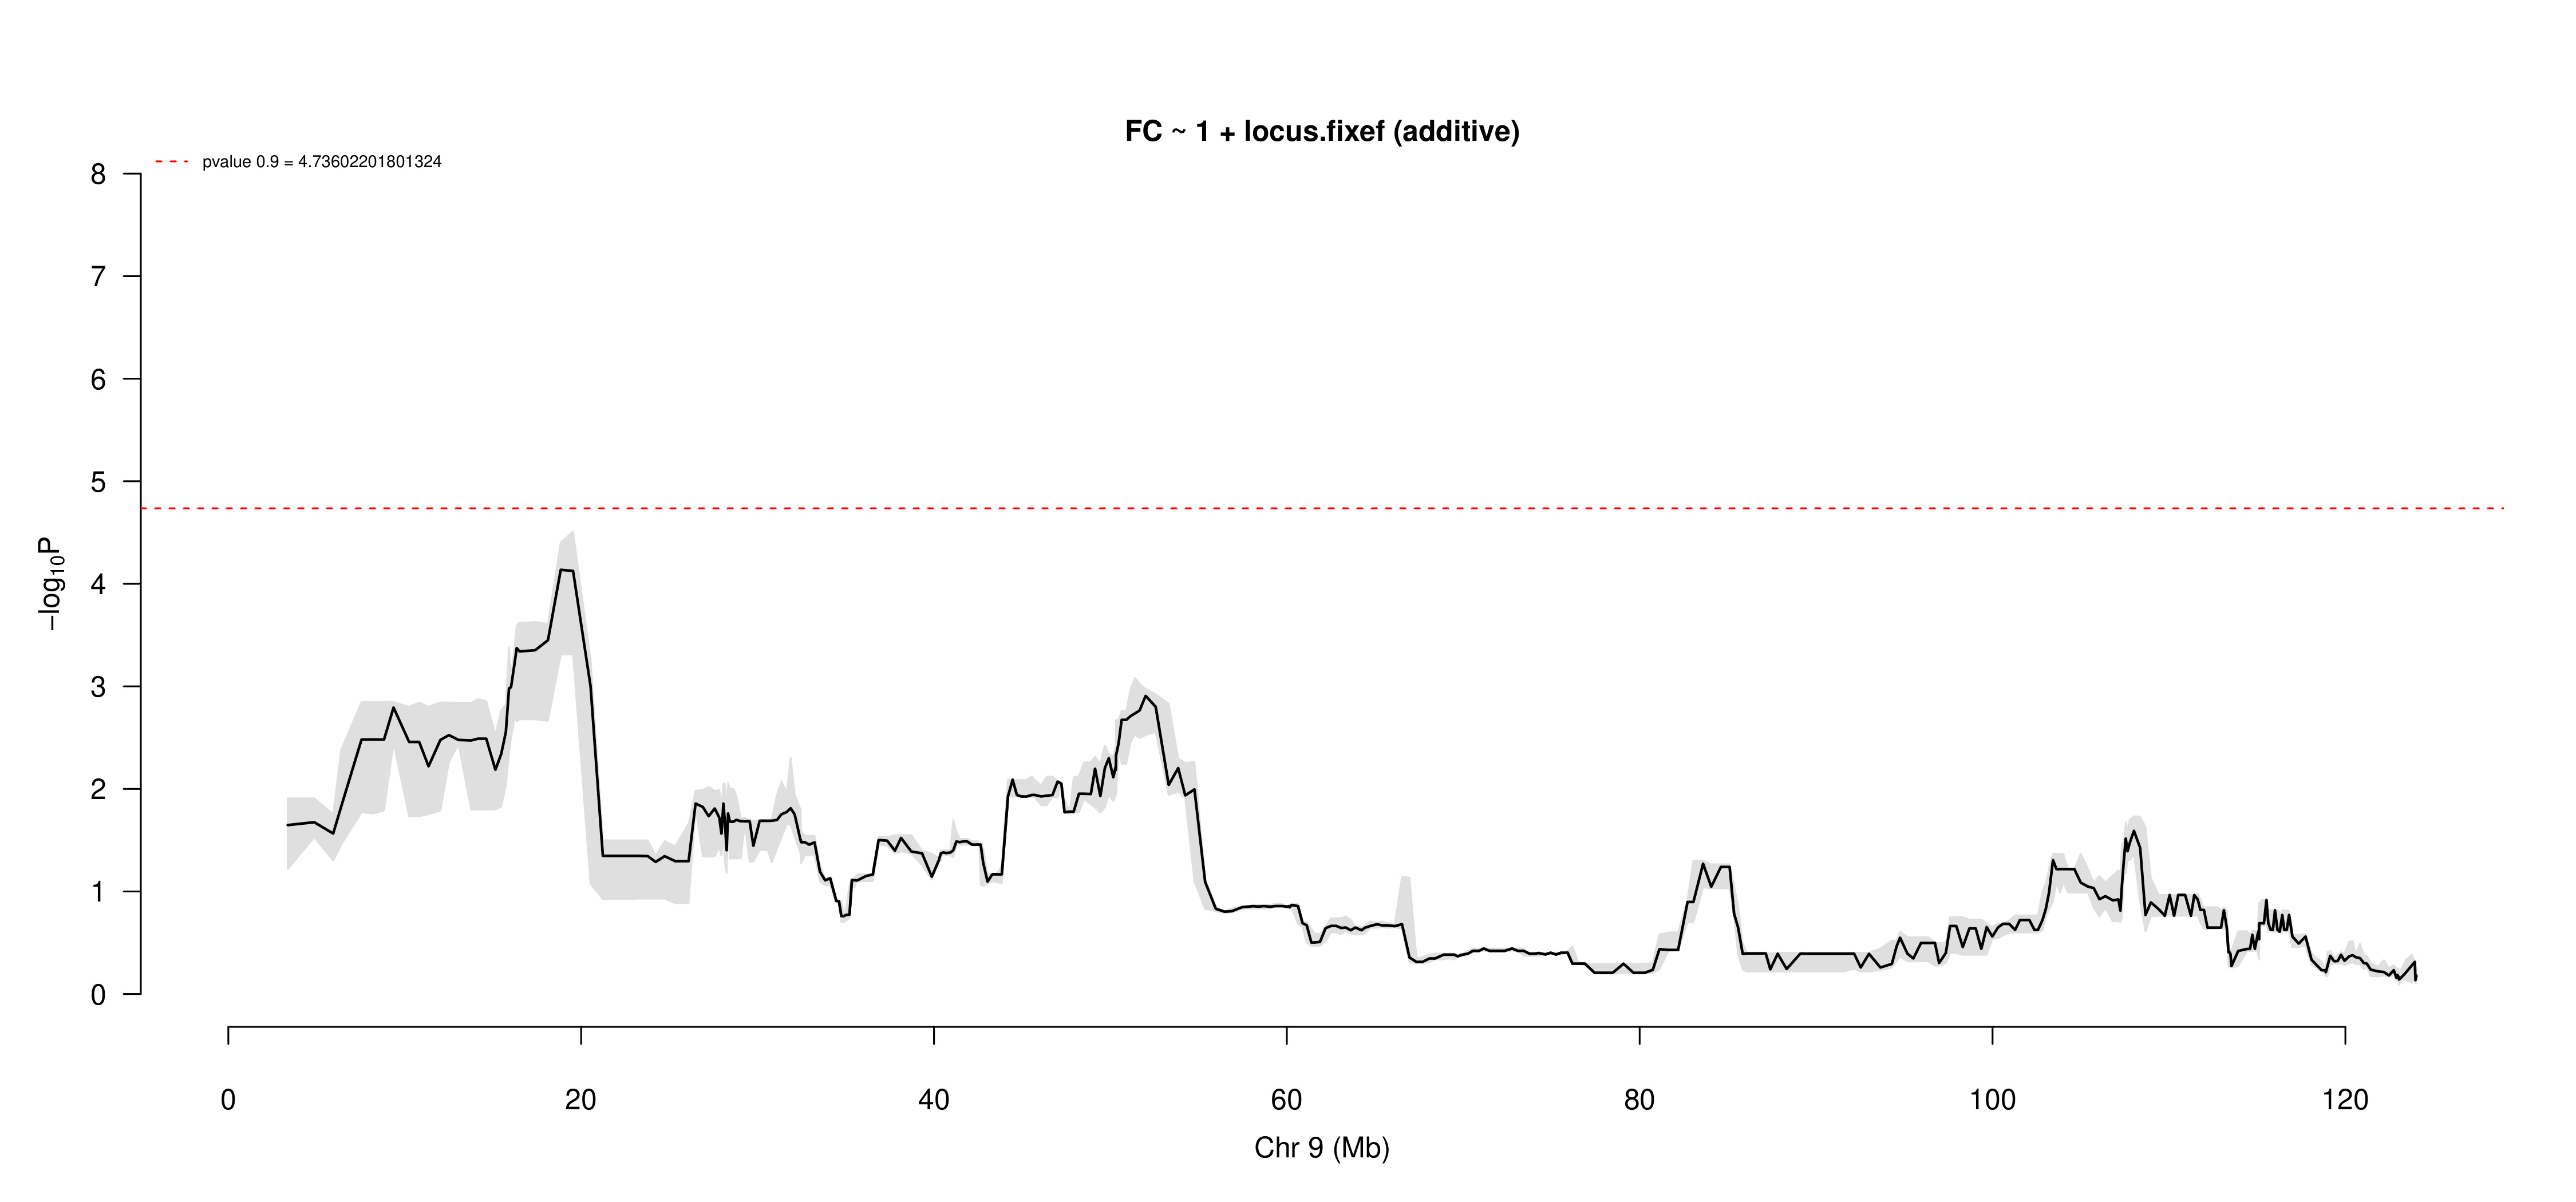 FC ~ 1 + locus.fixef (additive)
pvalue 0.9 = 4.73602201801324
8
7
6
5
4
3
2
1
0
−log10P
0 20 40 60 80 100 120
Chr 9 (Mb)